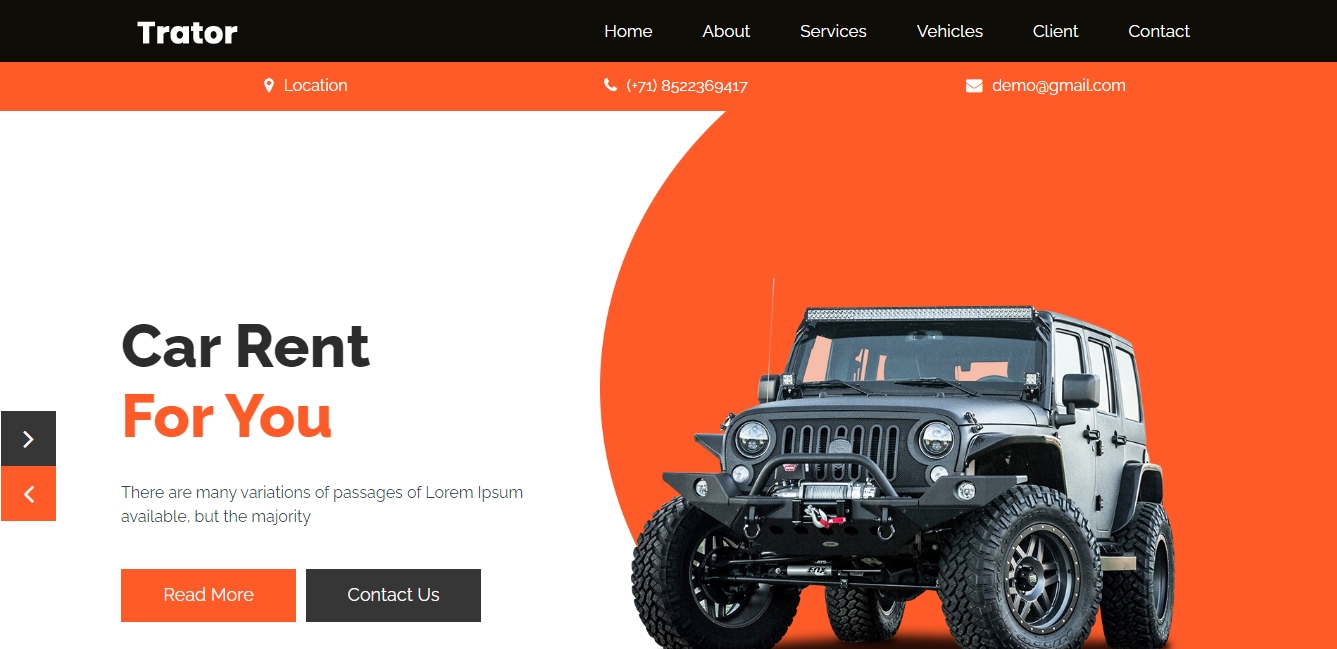 Trator
Home About Services Vehicles Client Contact
Location (+71) 8522369417 demo@gmail.com
Car Rent
For You
There are many variations of passages of Lorem Ipsum
available, but the majority
Read More Contact Us